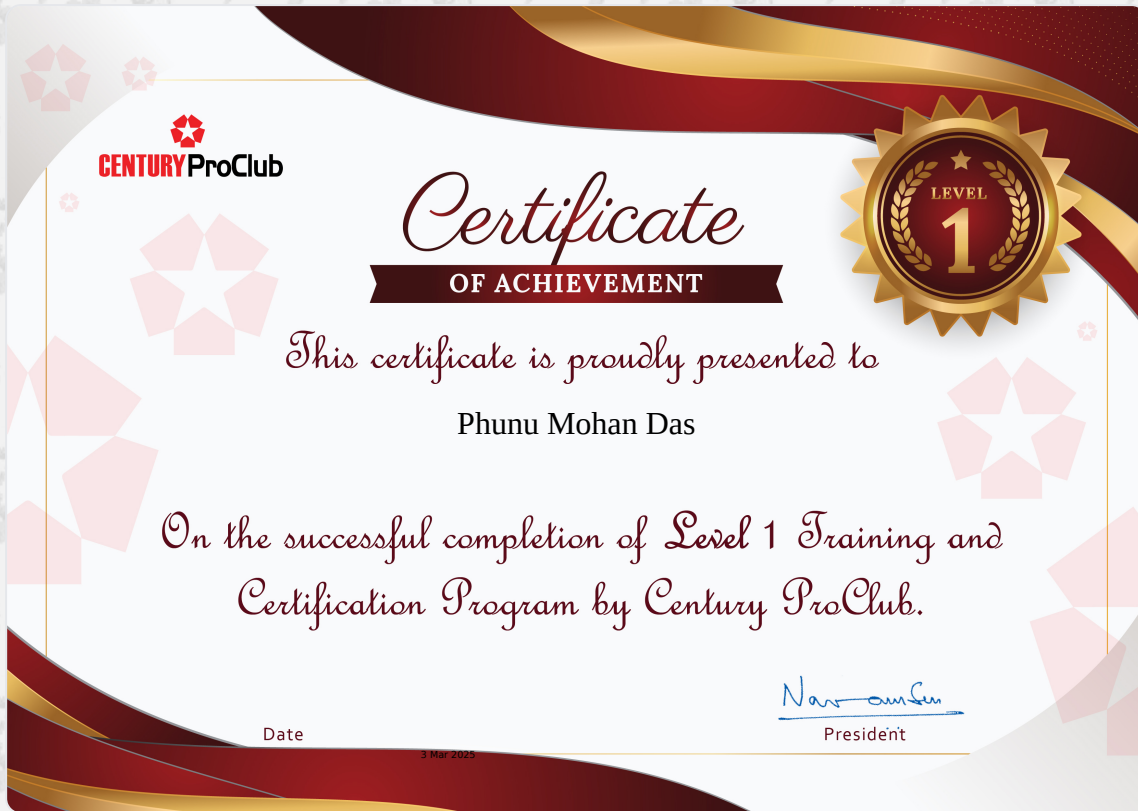 CENTURY ProClub
LEVEL
1
Certificate
OF ACHIEVEMENT
This certificate is proudly presented to
Phunu Mohan Das
On the successful completion of Level 1 Training and
Certification Program by Century ProClub.
Date
President
3 Mar 2025